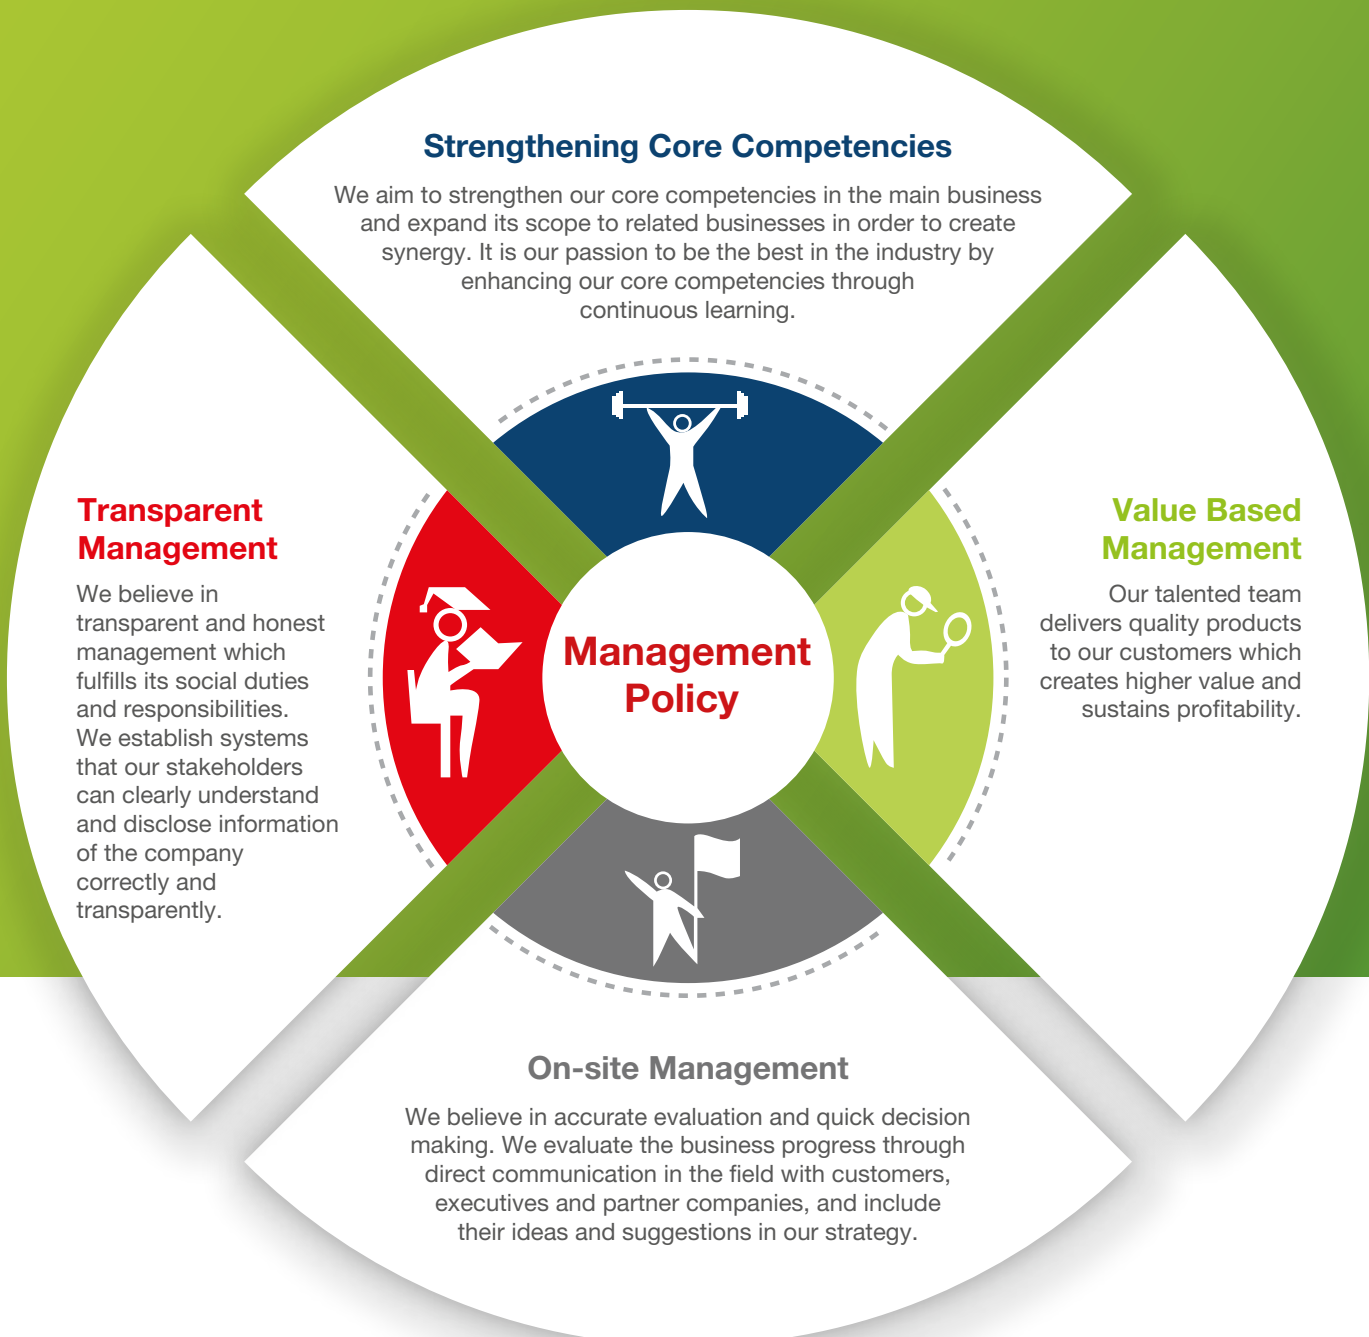 Strengthening Core Competencies
We aim to strengthen our core competencies in the main business
and expand its scope to related businesses in order to create
synergy. It is our passion to be the best in the industry by
enhancing our core competencies through
continuous learning.
Transparent
Management
We believe in
transparent and honest
management which
fulfills its social duties
and responsibilities.
We establish systems
that our stakeholders
can clearly understand
and disclose information
of the company
correctly and
transparently.
Management
Policy
Value Based
Management
Our talented team
delivers quality products
to our customers which
creates higher value and
sustains profitability.
On-site Management
We believe in accurate evaluation and quick decision
making. We evaluate the business progress through
direct communication in the field with customers,
executives and partner companies, and include
their ideas and suggestions in our strategy.